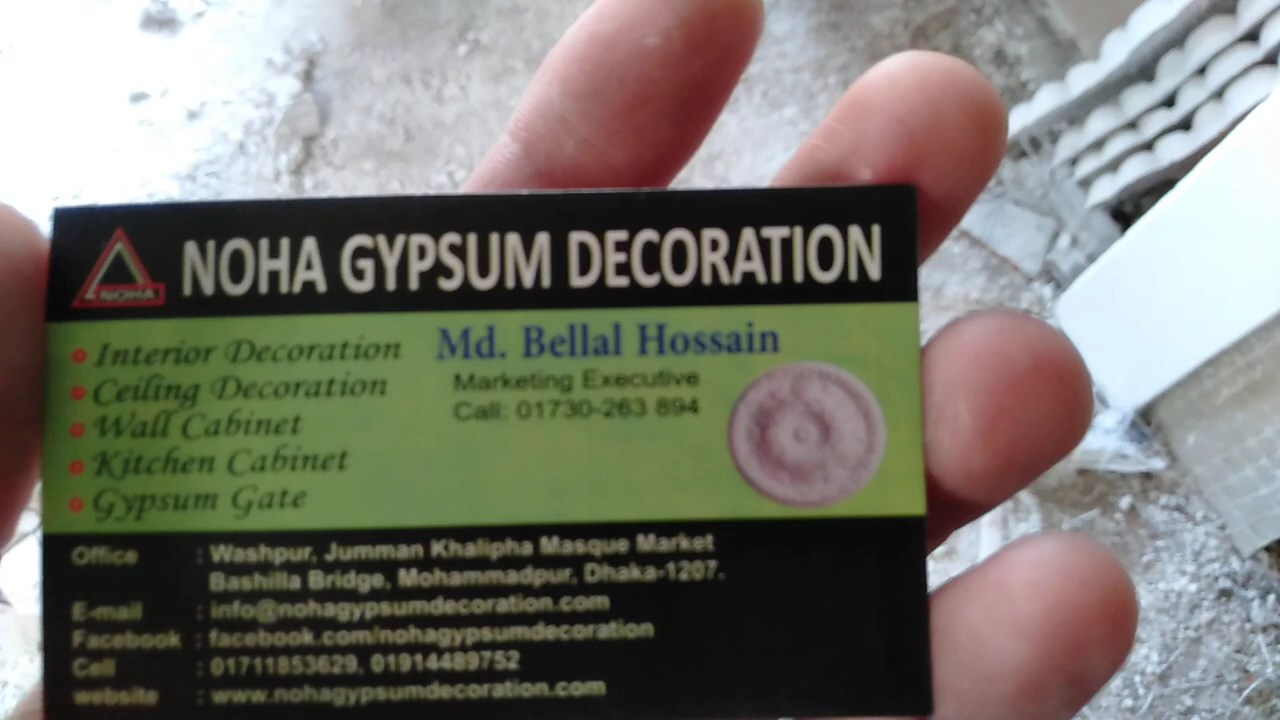 NOHA
NOHA GYPSUM DECORATION
Interior Decoration
Ceiling Decoration
Wall Cabinet
Kitchen Cabinet
Gypsum Gate
Md. Bellal Hossain
Marketing Executive
Call: 01730-263 894
Office : Washpur, Jumman Khalipha Masque Market
Bashilla Bridge, Mohammadpur, Dhaka-1207.
E-mail : info@nohagypsumdecoration.com
Facebook : facebook.com/nohagypsumdecoration
Cell : 01711853629, 01914489752
website : www.nohagypsumdecoration.com